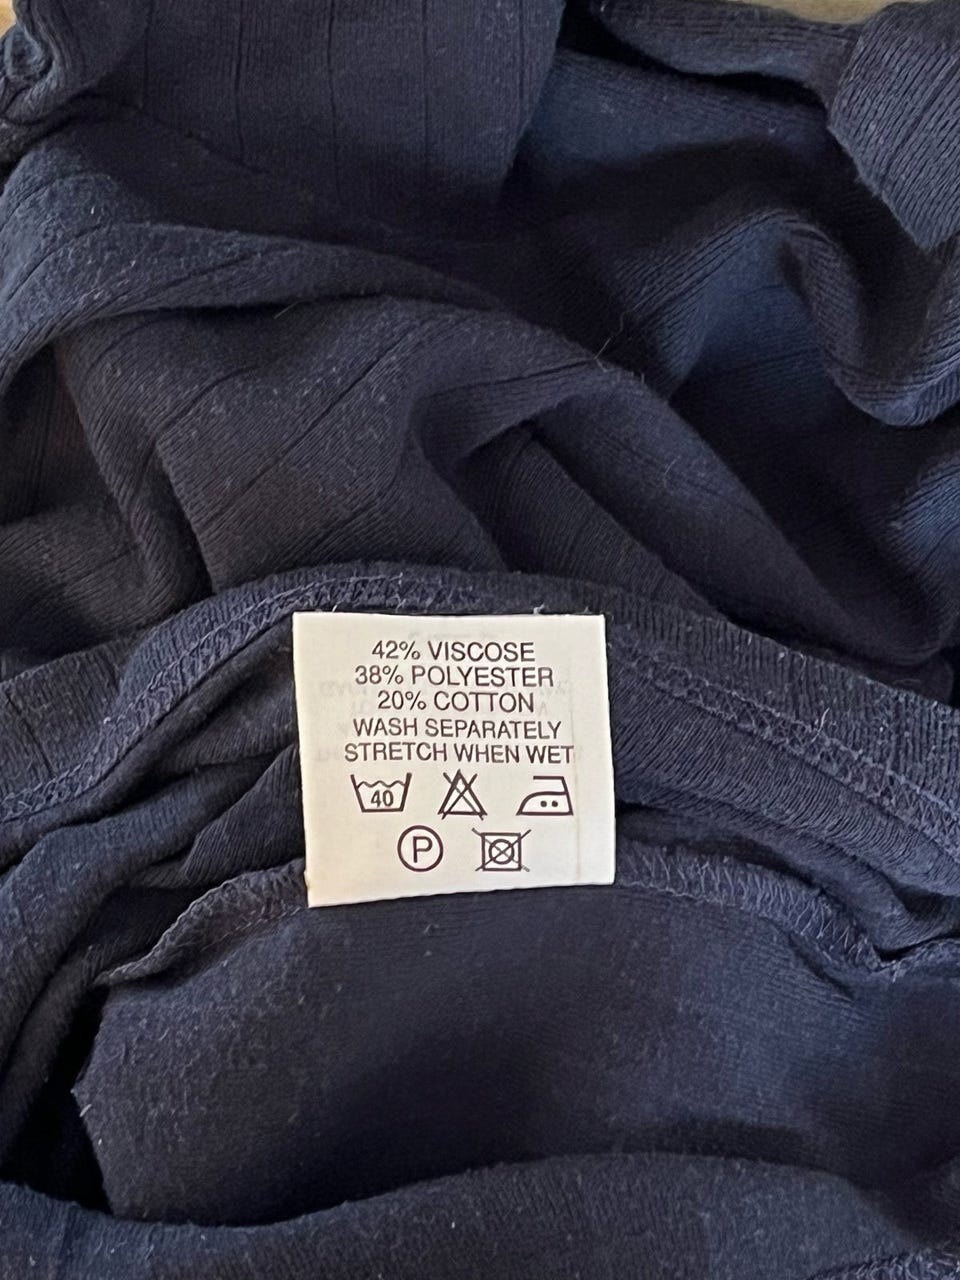 42% VISCOSE
38% POLYESTER
20% COTTON
WASH SEPARATELY
STRETCH WHEN WET
40
P